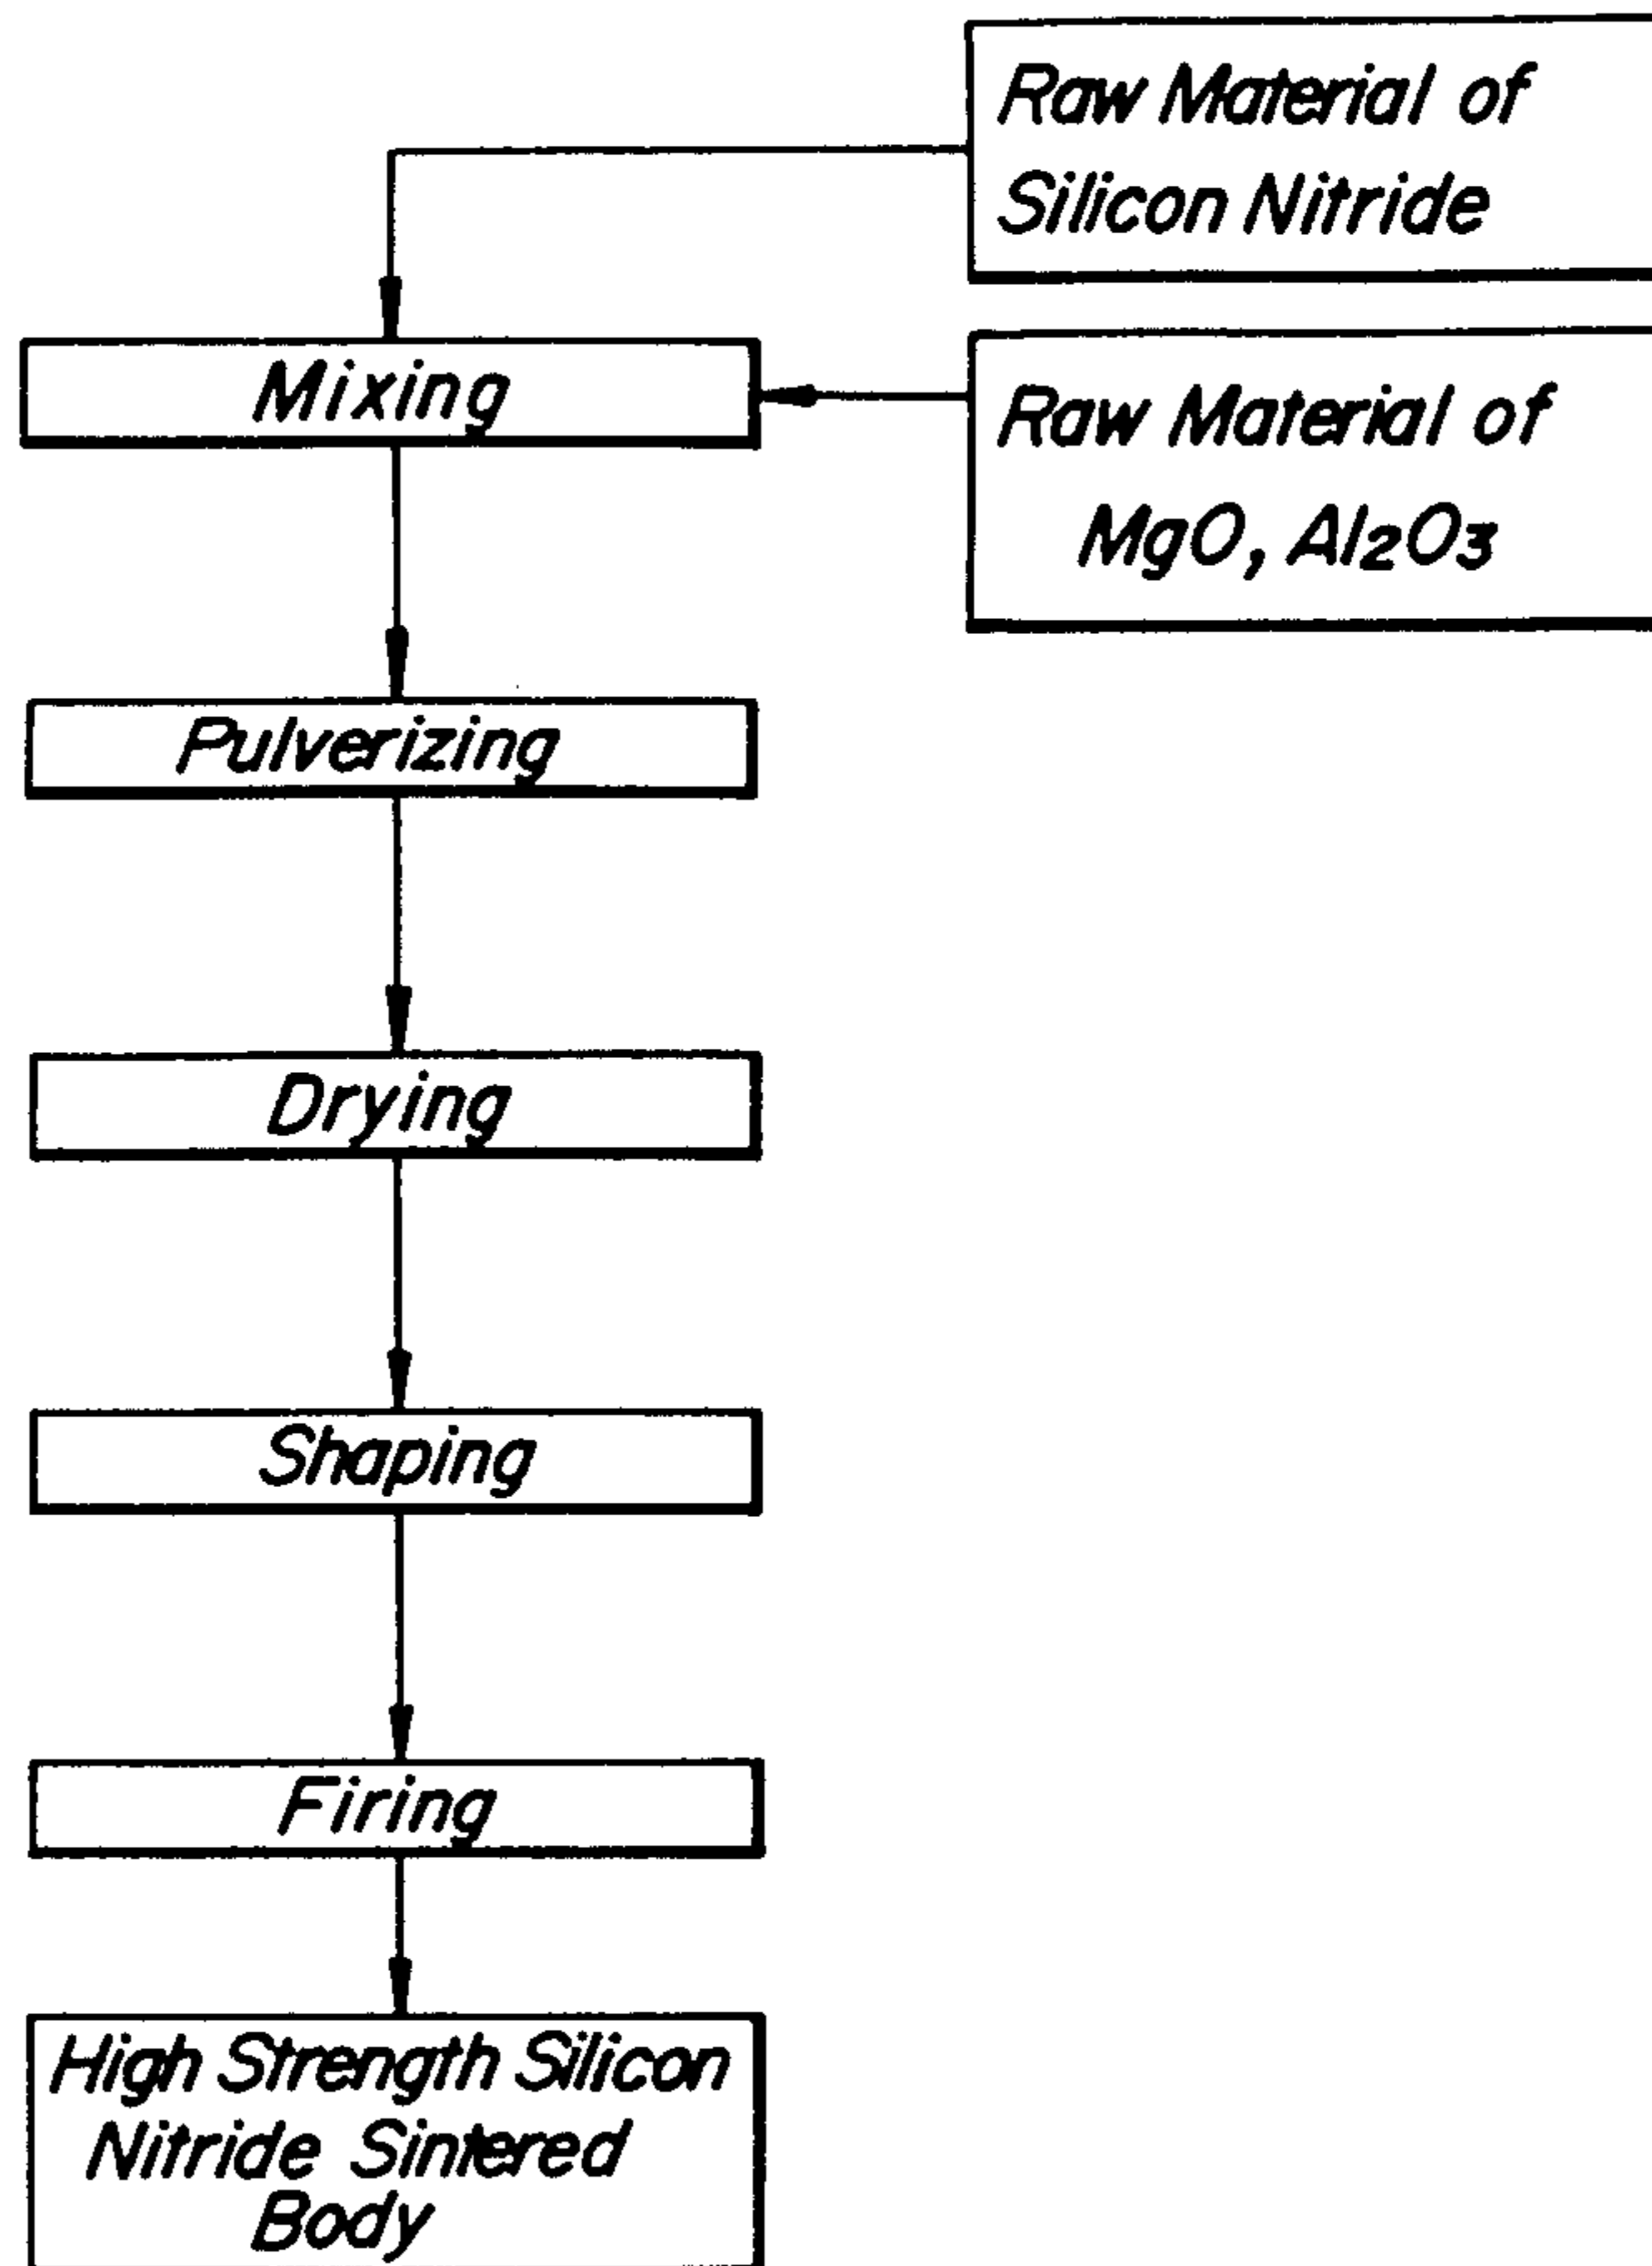 Raw Material of
Silicon Nitride
Mixing
Raw Material of
MgO, Al₂O₃
Pulverizing
Drying
Shaping
Firing
High Strength Silicon
Nitride Sintered
Body